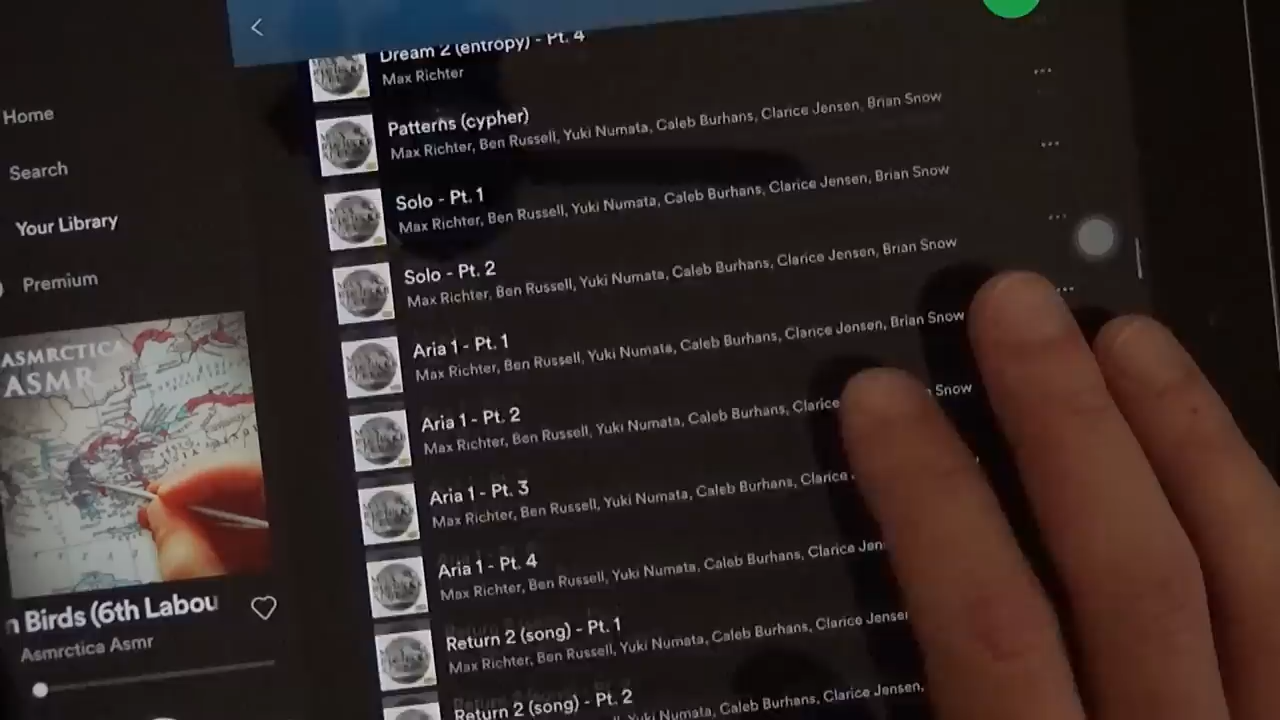 Home
Search
Your Library
Premium
ASMRCTICA
ASMR
n Birds (6th Labou
Asmrctica Asmr
Dream 2 (entropy) - Pt. 4
Max Richter
Patterns (cypher)
Max Richter, Ben Russell, Yuki Numata, Caleb Burhans, Clarice Jensen, Brian Snow
Solo - Pt. 1
Max Richter, Ben Russell, Yuki Numata, Caleb Burhans, Clarice Jensen, Brian Snow
Solo - Pt. 2
Max Richter, Ben Russell, Yuki Numata, Caleb Burhans, Clarice Jensen, Brian Snow
Aria 1 - Pt. 1
Max Richter, Ben Russell, Yuki Numata, Caleb Burhans, Clarice Jensen, Brian Snow
Aria 1 - Pt. 2
Max Richter, Ben Russell, Yuki Numata, Caleb Burhans, Clarice Snow
Aria 1 - Pt. 3
Max Richter, Ben Russell, Yuki Numata, Caleb Burhans, Clarice
Aria 1 - Pt. 4
Max Richter, Ben Russell, Yuki Numata, Caleb Burhans, Clarice Jen
Return 2 (song) - Pt. 1
Max Richter, Ben Russell, Yuki Numata, Caleb Burhans, Clarice Jensen
Return 2 (song) - Pt. 2
Yuki Numata, Caleb Burhans, Clarice Jensen,